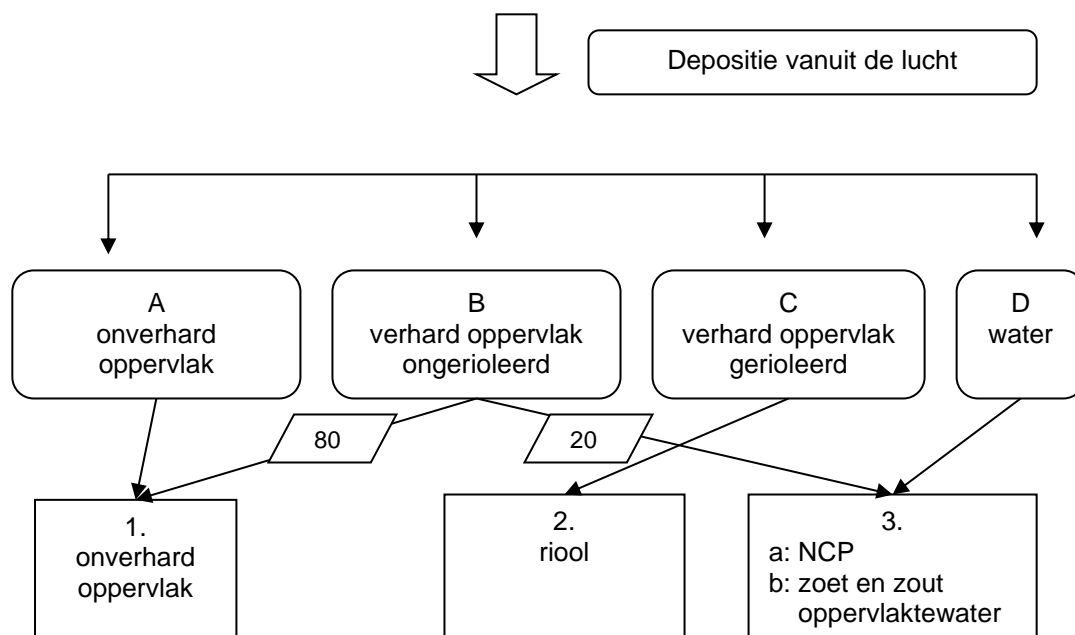 Depositie vanuit de lucht
A
onverhard
oppervlak
B
verhard oppervlak
ongerioleerd
C
verhard oppervlak
gerioleerd
D
water
80
20
1.
onverhard
oppervlak
2.
riool
3.
a: NCP
b: zoet en zout
oppervlaktewater